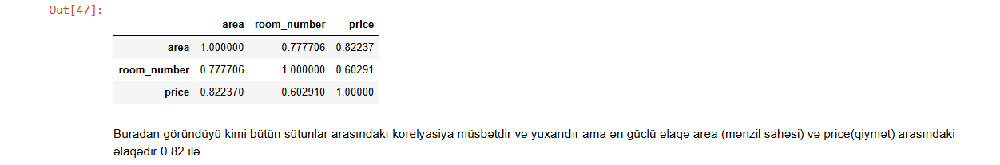 Out[47]:
area room_number price
area 1.000000 0.777706 0.82237
room_number 0.777706 1.000000 0.60291
price 0.822370 0.602910 1.00000
Buradan göründüyü kimi bütün sütunlar arasındakı korelyasiya müsbətdir və yuxarıdır ama ən güclü əlaqə area (mənzil sahəsi) və price(qiymət) arasındaki
əlaqədir 0.82 ilə